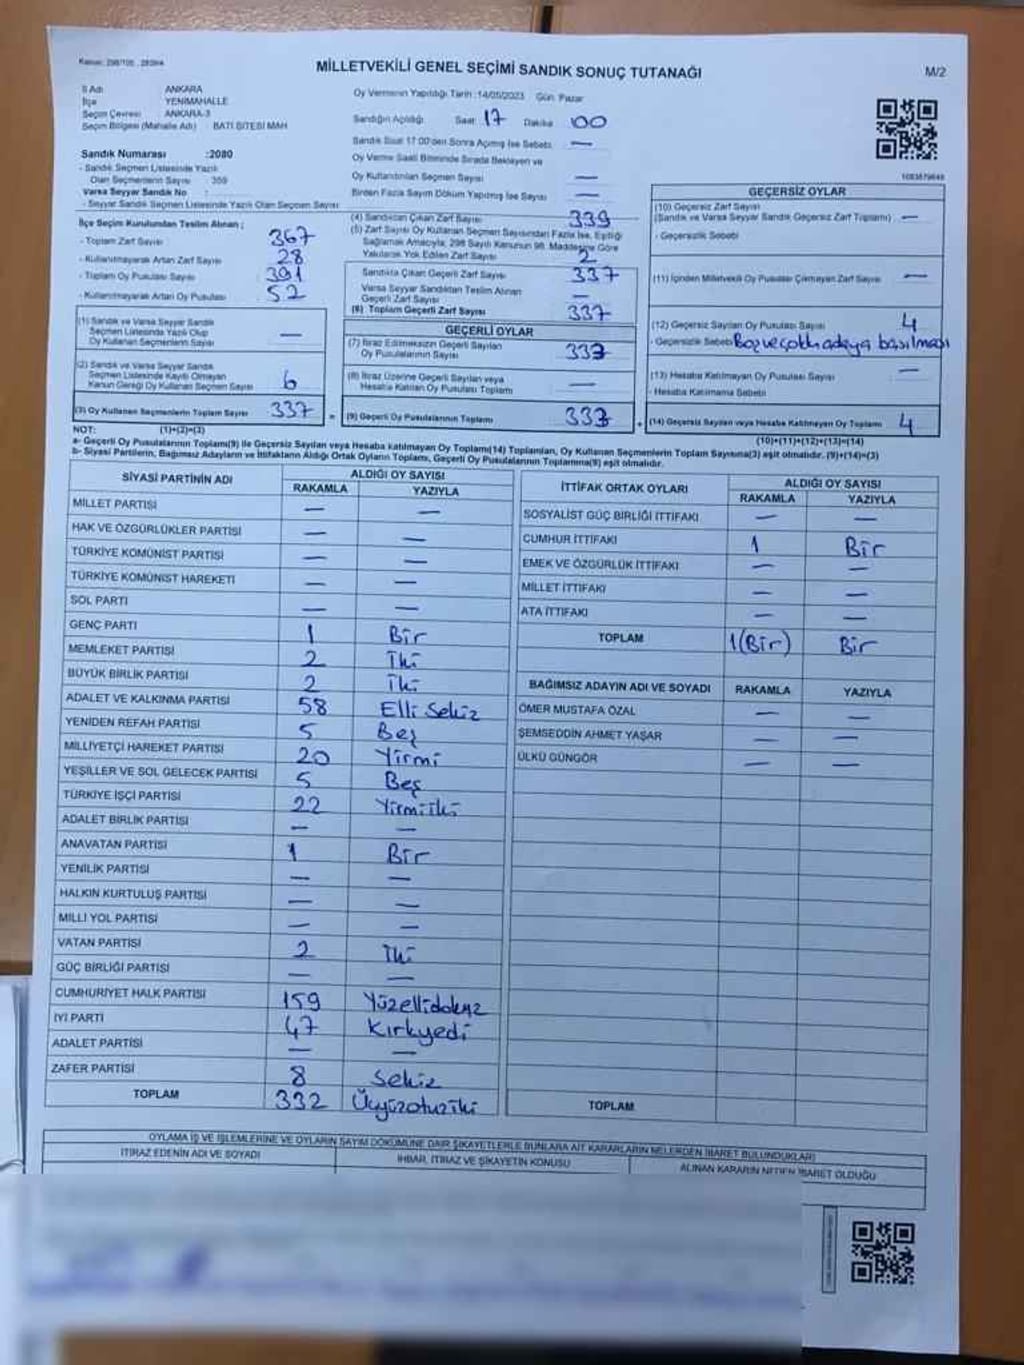 Kanun: 298/105
MİLLETVEKİLİ GENEL SEÇİMİ SANDIK SONUÇ TUTANAĞI
M/2
İl Adı ANKARA
İlçe YENİMAHALLE
Seçim Çevresi ANKARA-3
Seçim Bölgesi (Mahalle Adı) BATI SİTESİ MAH
Sandık Numarası :2080
- Sandık Seçmen Listesinde Yazılı
Olan Seçmenlerin Sayısı : 359
Varsa Seyyar Sandık No :
- Seyyar Sandık Seçmen Listesinde Yazılı Olan Seçmen Sayısı
Oy Vermenin Yapıldığı Tarih :14/05/2023 Gün: Pazar
Sandığın Açıldığı Saat 17 Dakika 00
Sandık Saat 17:00'den Sonra Açılmış İse Sebebi —
Oy Verme Saati Bitiminde Sırada Bekleyen ve
Oy Kullandırılan Seçmen Sayısı —
Birden Fazla Sayım Döküm Yapılmış İse Sayısı —
İlçe Seçim Kurulundan Teslim Alınan ;
- Toplam Zarf Sayısı 367
- Kullanılmayarak Artan Zarf Sayısı 28
- Toplam Oy Pusulası Sayısı 391
- Kullanılmayarak Artan Oy Pusulası 52
(1) Sandık ve Varsa Seyyar Sandık
Seçmen Listesinde Yazılı Olup
Oy Kullanan Seçmenlerin Sayısı —
(2) Sandık ve Varsa Seyyar Sandık
Seçmen Listesinde Kayıtlı Olmayan
Kanun Gereği Oy Kullanan Seçmen Sayısı 6
(3) Oy Kullanan Seçmenlerin Toplam Sayısı 337
(4) Sandıktan Çıkan Zarf Sayısı 339
(5) Zarf Sayısı Oy Kullanan Seçmen Sayısından Fazla İse, Eşitliği
Sağlamak Amacıyla; 298 Sayılı Kanunun 98. Maddesine Göre
Yakılarak Yok Edilen Zarf Sayısı 2
Sandıkta Çıkan Geçerli Zarf Sayısı 337
Varsa Seyyar Sandıktan Teslim Alınan
Geçerli Zarf Sayısı —
(6) Toplam Geçerli Zarf Sayısı 337
GEÇERLİ OYLAR
(7) İtiraz Edilmeksizin Geçerli Sayılan
Oy Pusulalarının Sayısı 333
(8) İtiraz Üzerine Geçerli Sayılan veya
Hesaba Katılan Oy Pusulası Toplamı —
(9) Geçerli Oy Pusulalarının Toplamı 333
GEÇERSİZ OYLAR
(10) Geçersiz Zarf Sayısı
(Sandık ve Varsa Seyyar Sandık Geçersiz Zarf Toplamı) —
- Geçersizlik Sebebi
(11) İçinden Milletvekili Oy Pusulası Çıkmayan Zarf Sayısı —
(12) Geçersiz Sayılan Oy Pusulası Sayısı 4
- Geçersizlik Sebebi Boş ve çoklu adaya basılması
(13) Hesaba Katılmayan Oy Pusulası Sayısı —
- Hesaba Katılmama Sebebi
(14) Geçersiz Sayılan veya Hesaba Katılmayan Oy Toplamı 4
NOT: (1)+(2)=(3) (10)+(11)+(12)+(13)=(14)
a- Geçerli Oy Pusulalarının Toplamı(9) ile Geçersiz Sayılan veya Hesaba katılmayan Oy Toplamı(14) Toplamları, Oy Kullanan Seçmenlerin Toplam Sayısına(3) eşit olmalıdır. (9)+(14)=(3)
b- Siyasi Partilerin, Bağımsız Adayların ve İttifakların Aldığı Ortak Oyların Toplamı, Geçerli Oy Pusulalarının Toplamına(9) eşit olmalıdır.
SİYASİ PARTİNİN ADI ALDIĞI OY SAYISI
RAKAMLA YAZIYLA
MİLLET PARTİSİ — —
HAK VE ÖZGÜRLÜKLER PARTİSİ — —
TÜRKİYE KOMÜNİST PARTİSİ — —
TÜRKİYE KOMÜNİST HAREKETİ — —
SOL PARTİ — —
GENÇ PARTİ 1 Bir
MEMLEKET PARTİSİ 2 İki
BÜYÜK BİRLİK PARTİSİ 2 İki
ADALET VE KALKINMA PARTİSİ 58 Elli Sekiz
YENİDEN REFAH PARTİSİ 5 Beş
MİLLİYETÇİ HAREKET PARTİSİ 20 Yirmi
YEŞİLLER VE SOL GELECEK PARTİSİ 5 Beş
TÜRKİYE İŞÇİ PARTİSİ 22 Yirmi iki
ADALET BİRLİK PARTİSİ — —
ANAVATAN PARTİSİ 1 Bir
YENİLİK PARTİSİ — —
HALKIN KURTULUŞ PARTİSİ — —
MİLLİ YOL PARTİSİ — —
VATAN PARTİSİ 2 İki
GÜÇ BİRLİĞİ PARTİSİ — —
CUMHURİYET HALK PARTİSİ 159 Yüzellidokuz
İYİ PARTİ 47 Kırkyedi
ADALET PARTİSİ — —
ZAFER PARTİSİ 8 Sekiz
TOPLAM 332 Üçyüzotuziki
İTTİFAK ORTAK OYLARI ALDIĞI OY SAYISI
RAKAMLA YAZIYLA
SOSYALİST GÜÇ BİRLİĞİ İTTİFAKI — —
CUMHUR İTTİFAKI 1 Bir
EMEK VE ÖZGÜRLÜK İTTİFAKI — —
MİLLET İTTİFAKI — —
ATA İTTİFAKI — —
TOPLAM 1(Bir) Bir
BAĞIMSIZ ADAYIN ADI VE SOYADI RAKAMLA YAZIYLA
ÖMER MUSTAFA ÖZAL — —
ŞEMSEDDİN AHMET YAŞAR — —
ÜLKÜ GÜNGÖR — —
TOPLAM
OYLAMA İŞ VE İŞLEMLERİNE VE OYLARIN SAYIM DÖKÜMÜNE DAİR ŞİKAYETLERLE BUNLARA AİT KARARLARIN NELERDEN İBARET BULUNDUKLARI
İTİRAZ EDENİN ADI VE SOYADI İHBAR, İTİRAZ VE ŞİKAYETİN KONUSU ALINAN KARARIN NEDEN İBARET OLDUĞU